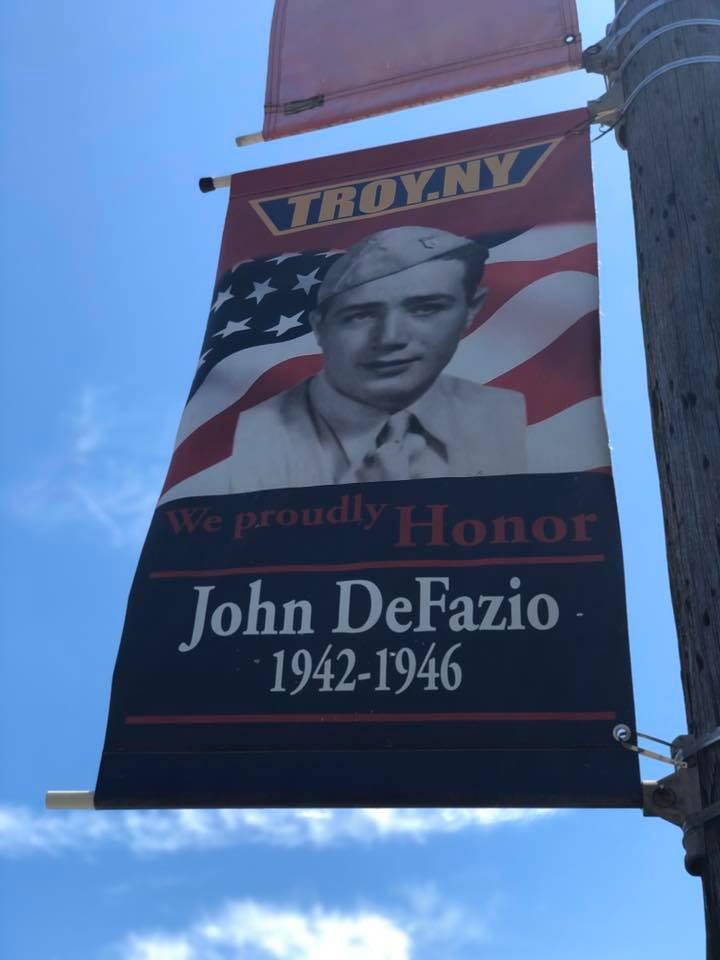 TROY.NY
We proudly Honor
John DeFazio
1942-1946